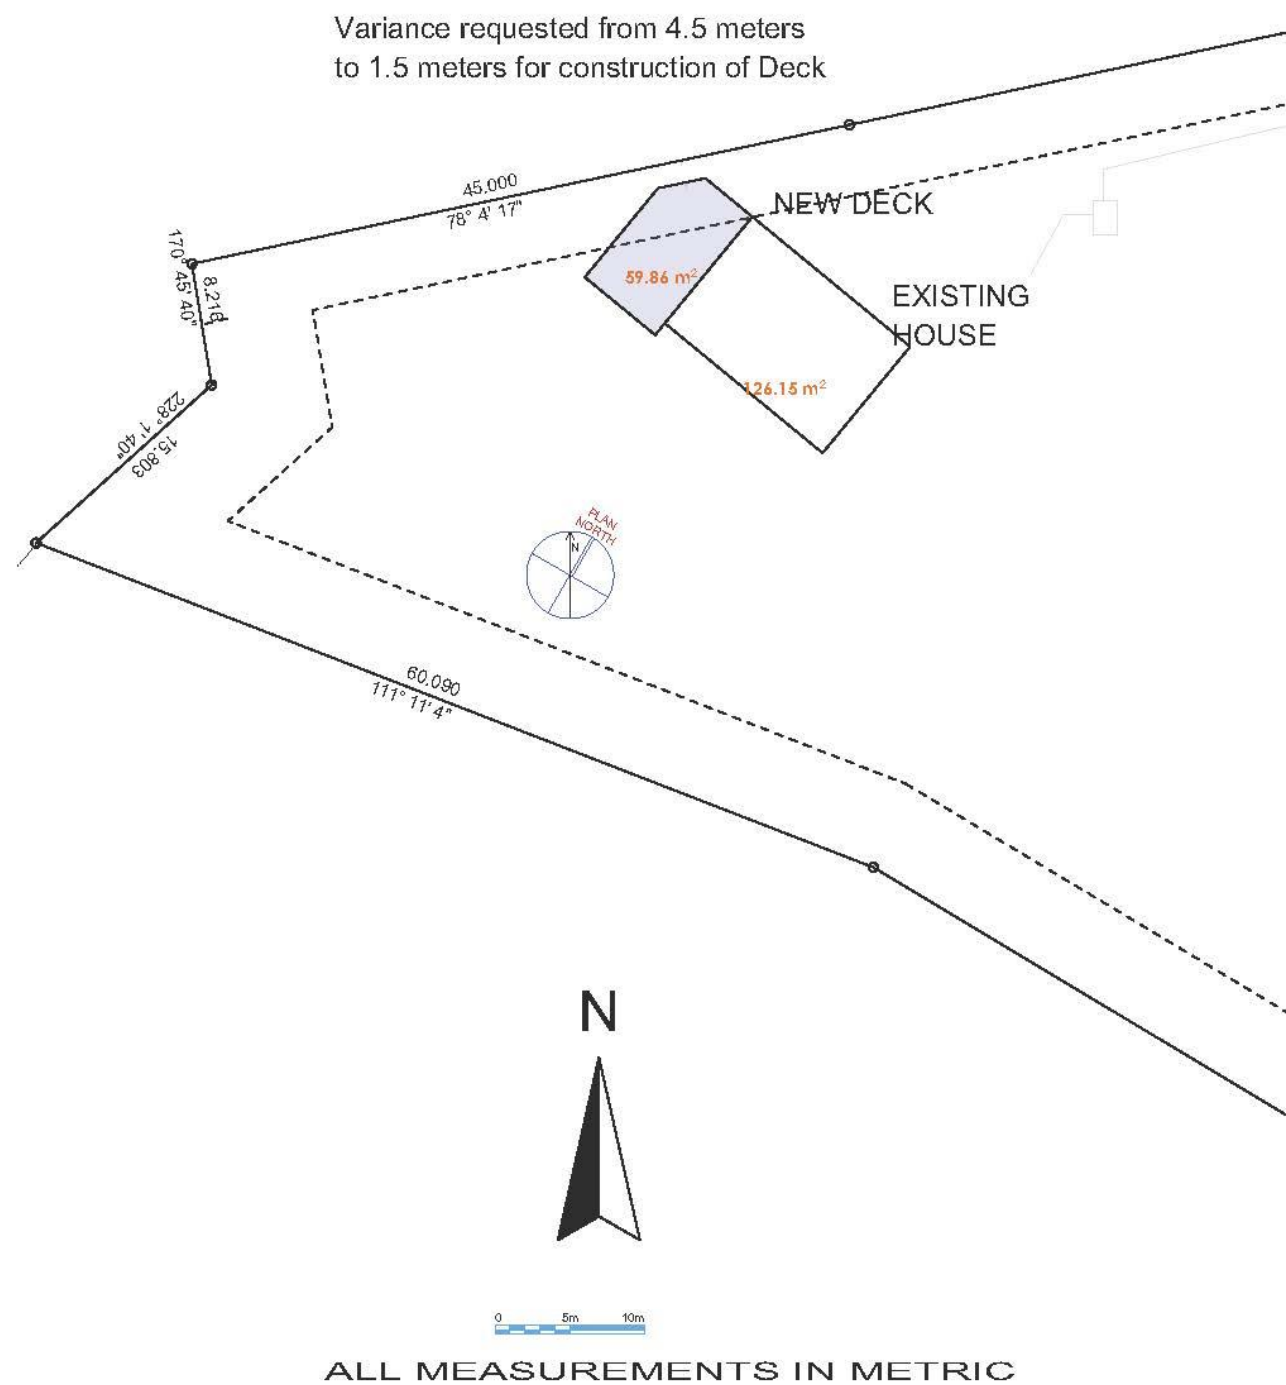 Variance requested from 4.5 meters
to 1.5 meters for construction of Deck
45.000
78° 4' 17"
NEW DECK
170° 45' 40"
8.216
59.86 m²
EXISTING
HOUSE
126.15 m²
228° 1' 40"
15.803
PLAN
NORTH
N
60.090
111° 11' 4"
N
0 5m 10m
ALL MEASUREMENTS IN METRIC